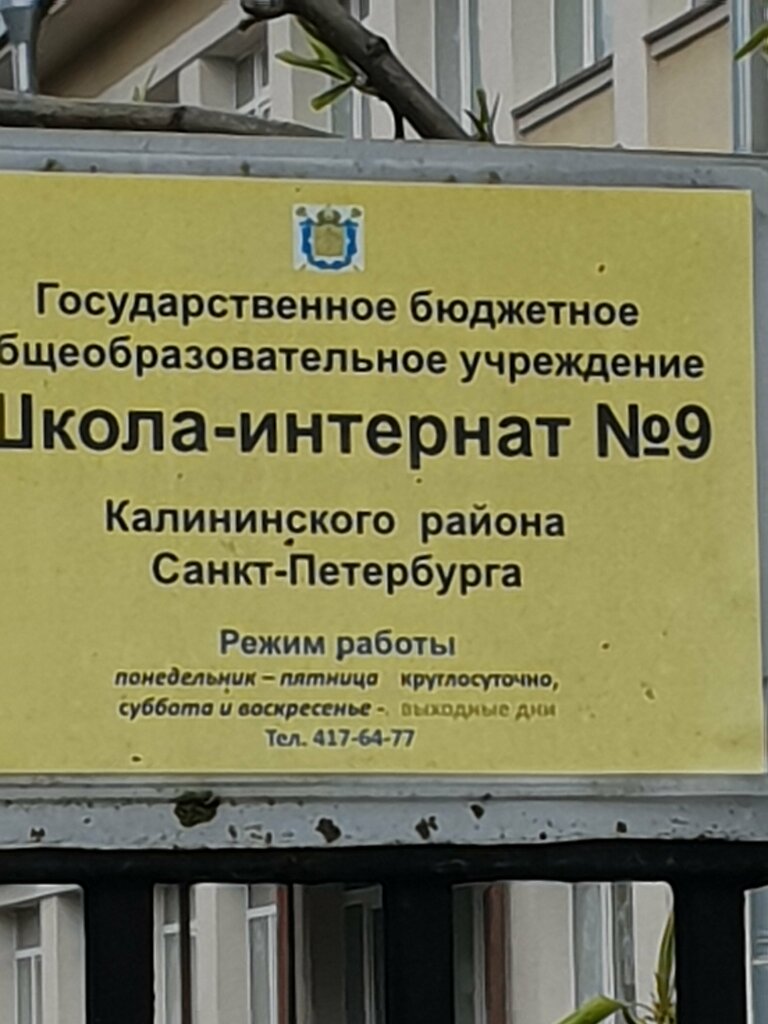 Государственное бюджетное
бщеобразовательное учреждение
Школа-интернат №9
Калининского района
Санкт-Петербурга
Режим работы
понедельник – пятница круглосуточно,
суббота и воскресенье - выходные дни
Тел. 417-64-77